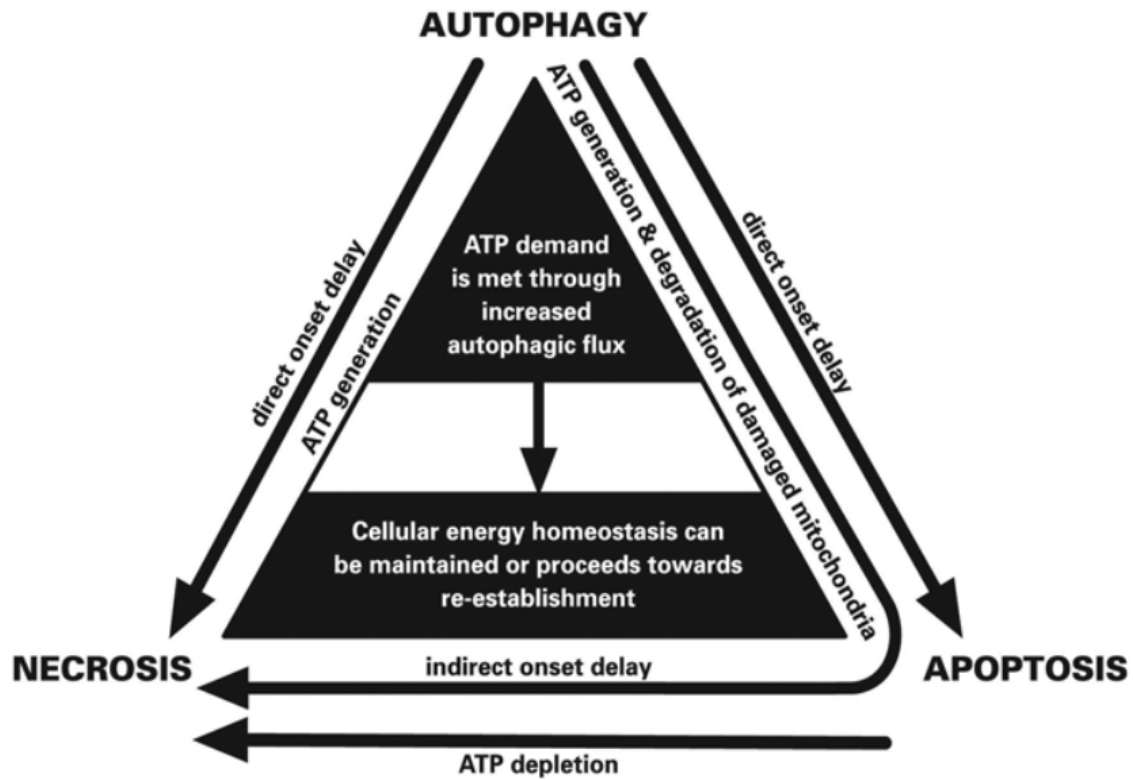 AUTOPHAGY
direct onset delay
ATP generation
ATP demand
is met through
increased
autophagic flux
ATP generation & degradation of damaged mitochondria
direct onset delay
Cellular energy homeostasis can
be maintained or proceeds towards
re-establishment
NECROSIS
indirect onset delay
APOPTOSIS
ATP depletion